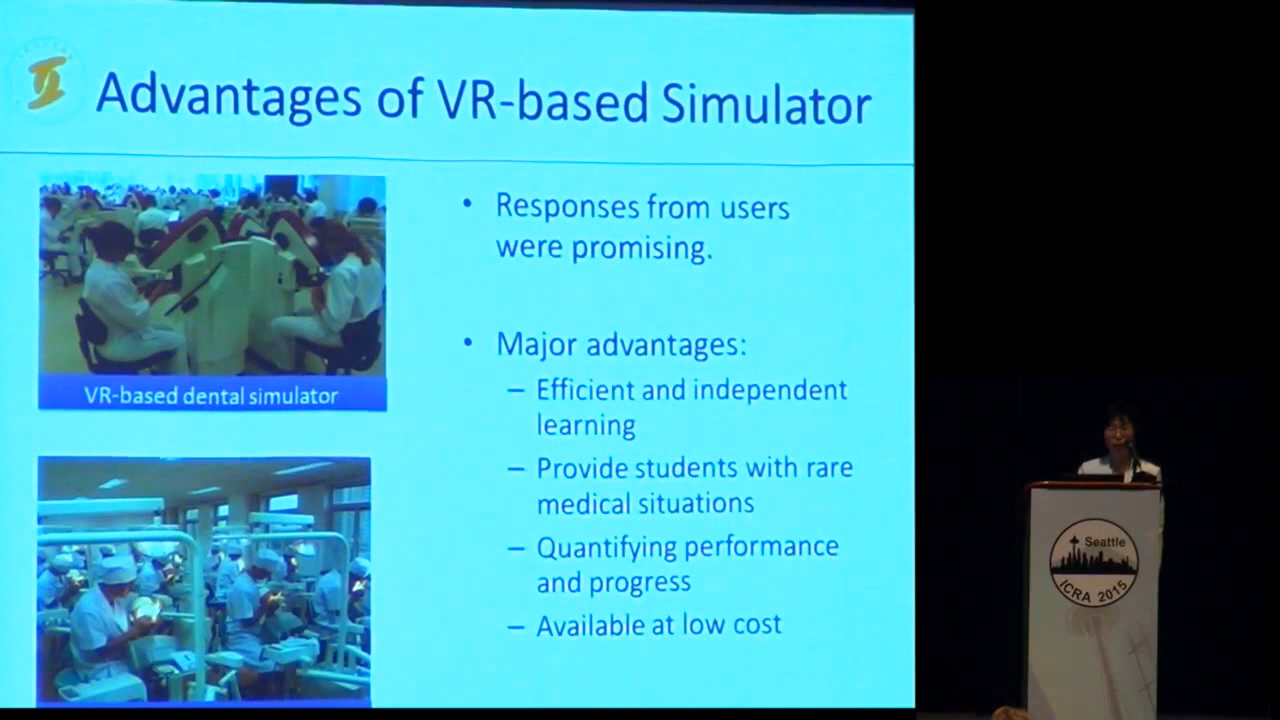 Advantages of VR-based Simulator
VR-based dental simulator
• Responses from users
were promising.
• Major advantages:
– Efficient and independent
learning
– Provide students with rare
medical situations
– Quantifying performance
and progress
– Available at low cost
Seattle
ICRA 2015